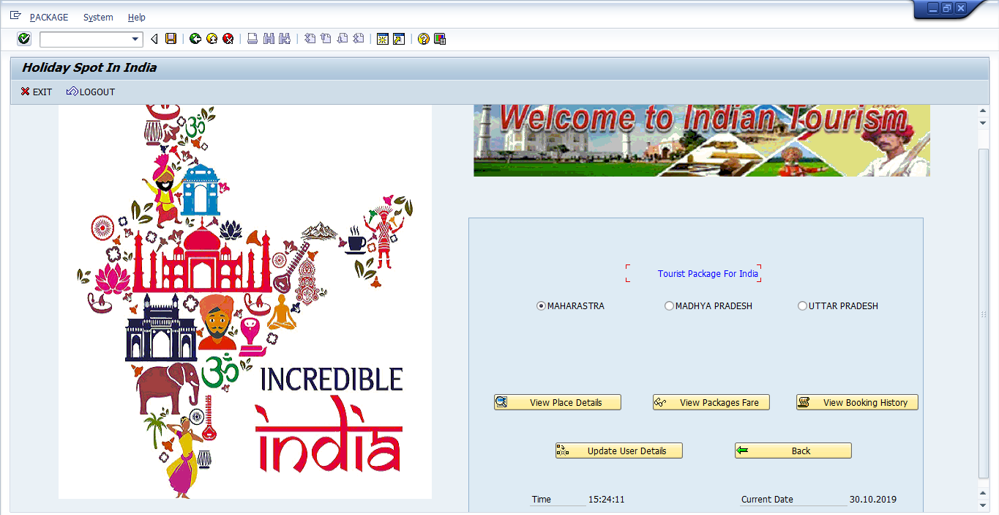 PACKAGE System Help
Holiday Spot In India
EXIT LOGOUT
Welcome to Indian Tourism
ॐ
Tourist Package For India
MAHARASTRA MADHYA PRADESH UTTAR PRADESH
ॐ
INCREDIBLE
india
View Place Details View Packages Fare View Booking History
Update User Details Back
Time 15:24:11 Current Date 30.10.2019